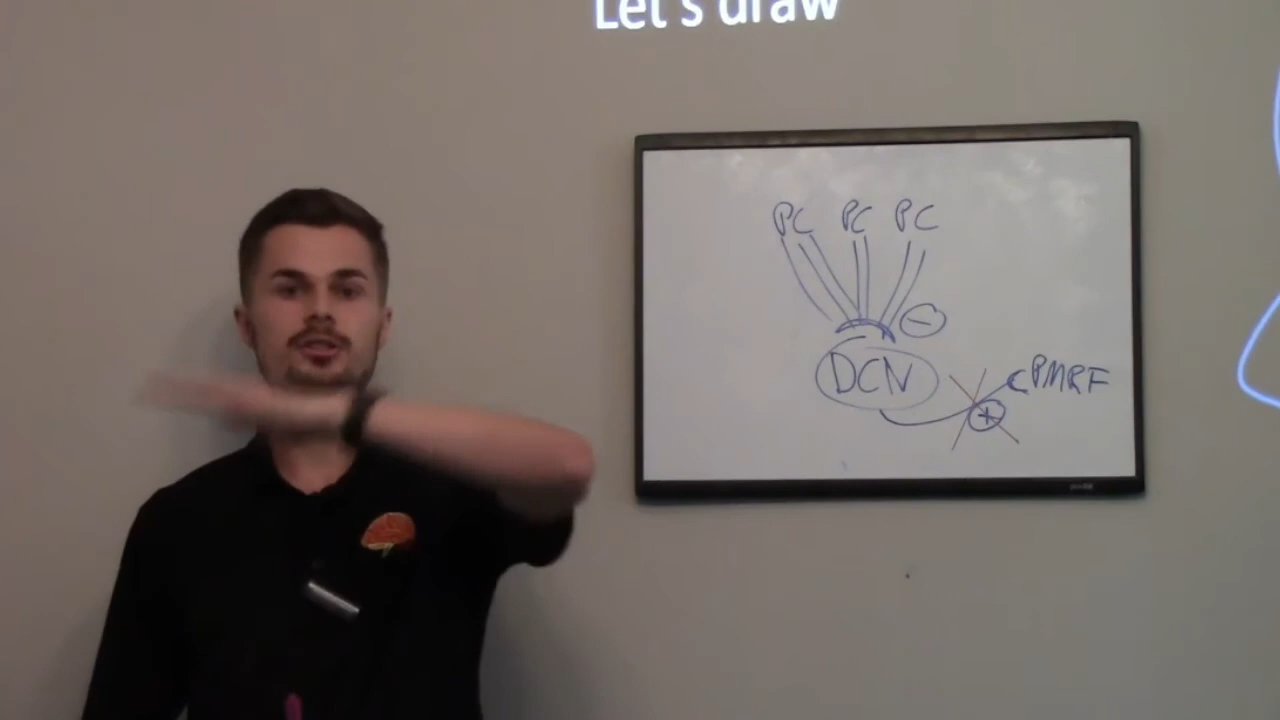 Let's draw
PC PC PC
−
DCN
PMRF
+